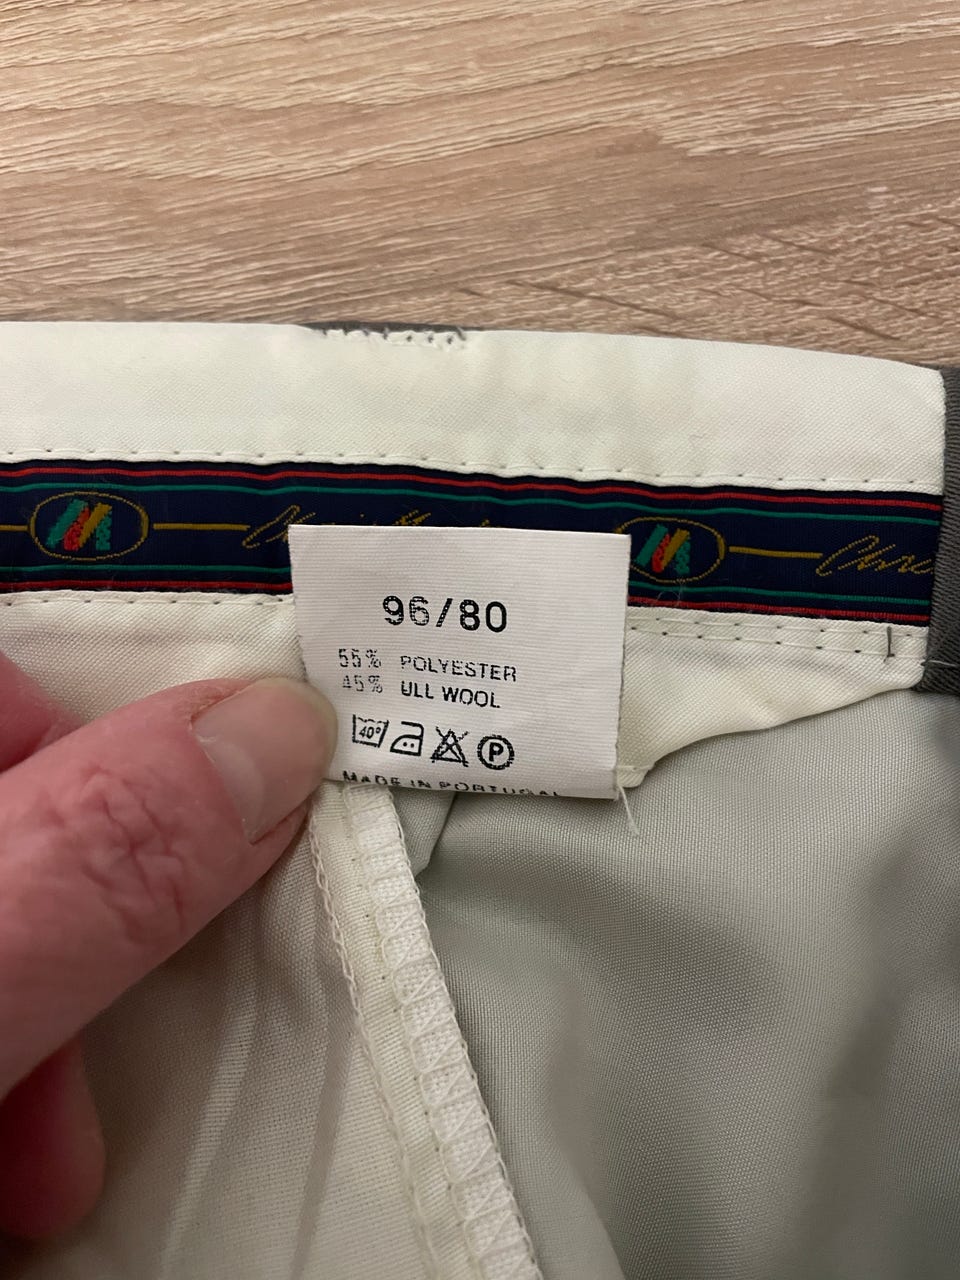 96/80
55% POLYESTER
45% ULL WOOL
40°
P
MADE IN PORTUGAL